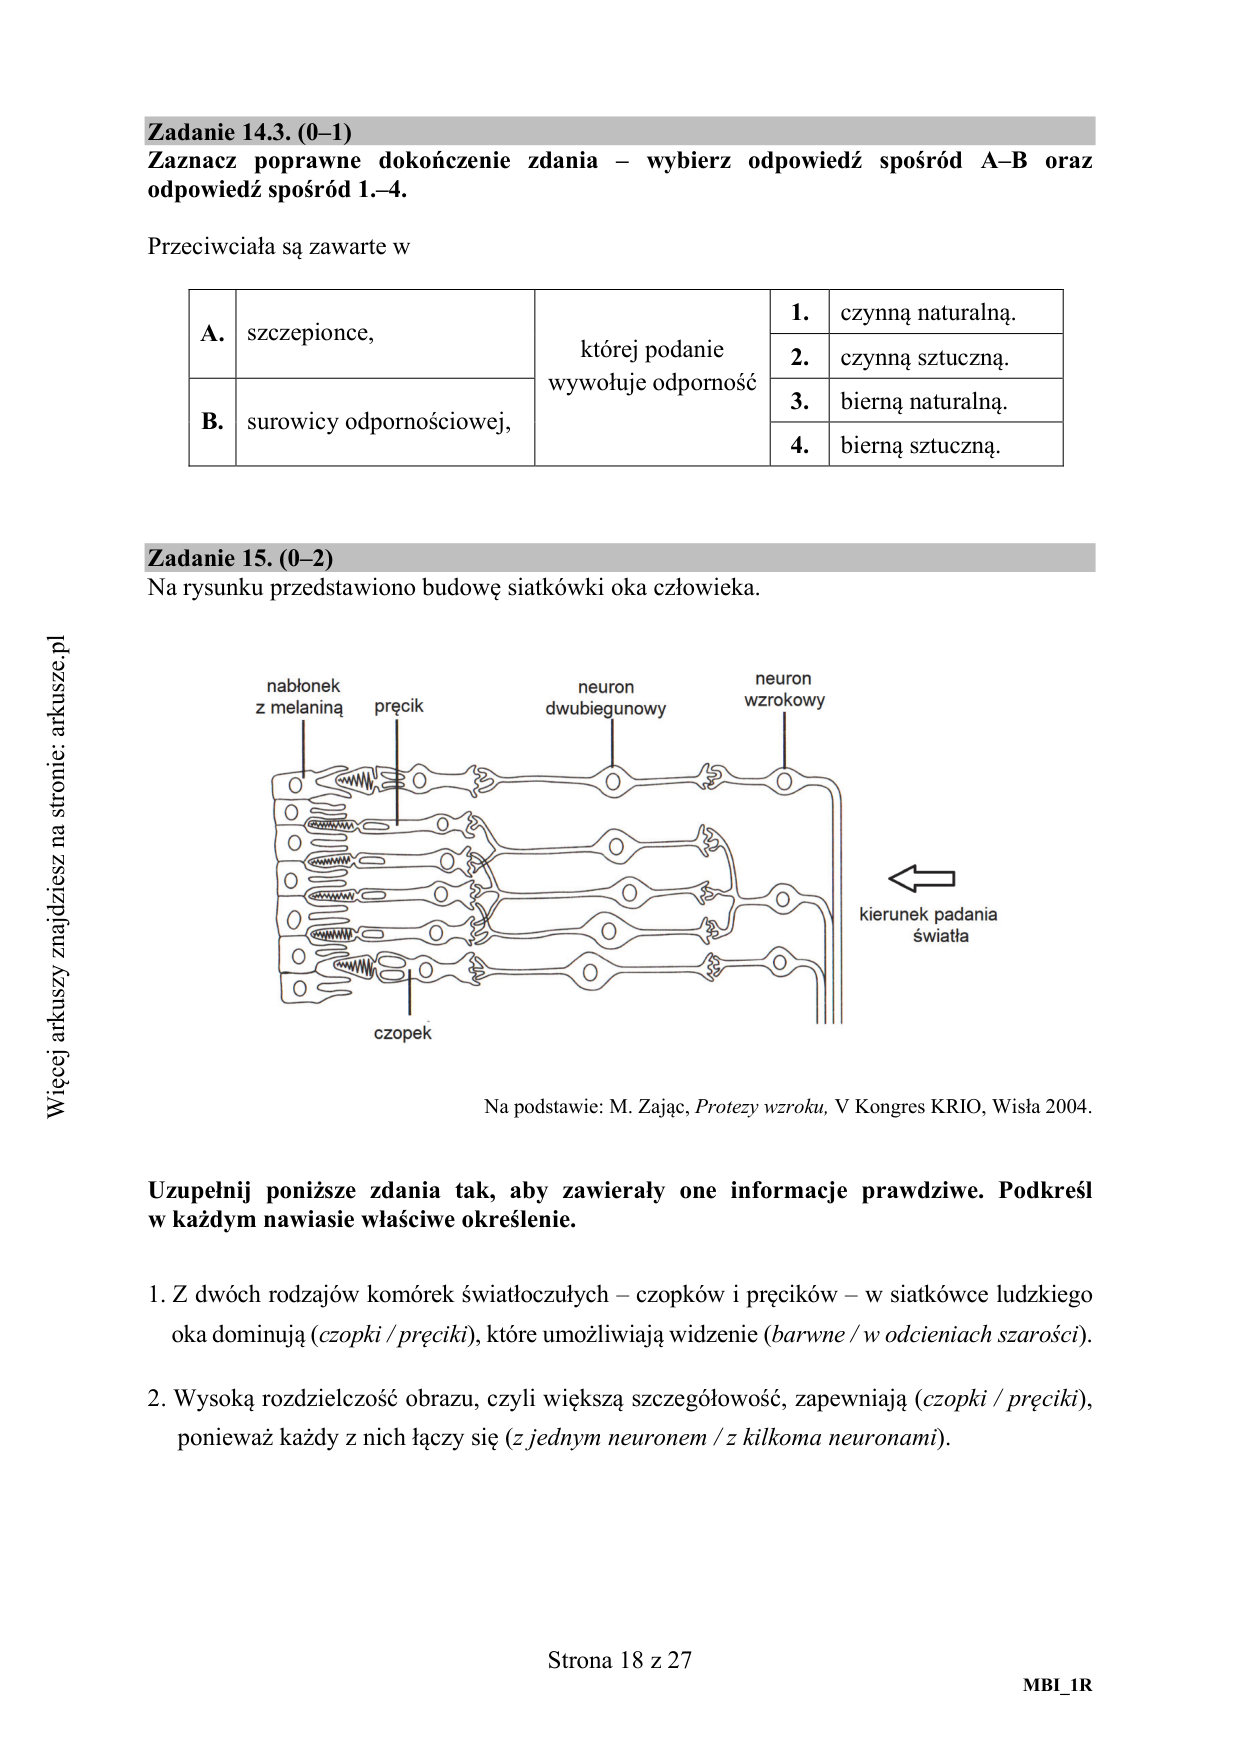 Zadanie 14.3. (0–1)
Zaznacz poprawne dokończenie zdania – wybierz odpowiedź spośród A–B oraz
odpowiedź spośród 1.–4.
Przeciwciała są zawarte w
A. szczepionce,
B. surowicy odpornościowej,
której podanie
wywołuje odporność
1. czynną naturalną.
2. czynną sztuczną.
3. bierną naturalną.
4. bierną sztuczną.
Zadanie 15. (0–2)
Na rysunku przedstawiono budowę siatkówki oka człowieka.
nabłonek
z melaniną
pręcik
neuron
dwubiegunowy
neuron
wzrokowy
kierunek padania
światła
czopek
Na podstawie: M. Zając, Protezy wzroku, V Kongres KRIO, Wisła 2004.
Uzupełnij poniższe zdania tak, aby zawierały one informacje prawdziwe. Podkreśl
w każdym nawiasie właściwe określenie.
1. Z dwóch rodzajów komórek światłoczułych – czopków i pręcików – w siatkówce ludzkiego
oka dominują (czopki / pręciki), które umożliwiają widzenie (barwne / w odcieniach szarości).
2. Wysoką rozdzielczość obrazu, czyli większą szczegółowość, zapewniają (czopki / pręciki),
ponieważ każdy z nich łączy się (z jednym neuronem / z kilkoma neuronami).
Strona 18 z 27
MBI_1R
Więcej arkuszy znajdziesz na stronie: arkusze.pl